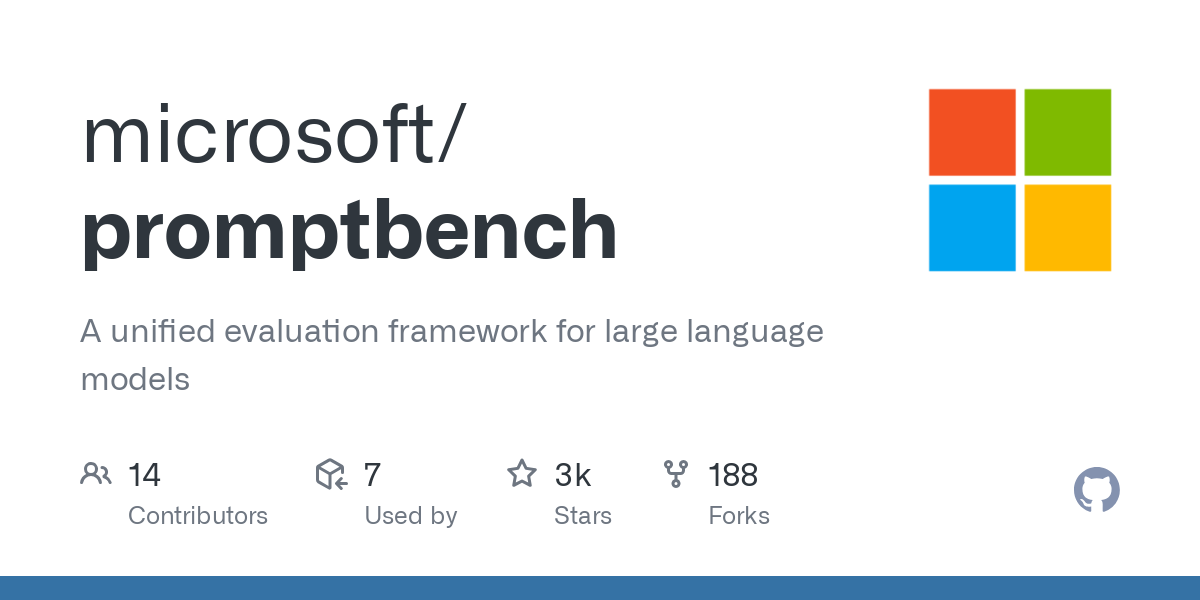 microsoft/
promptbench
A unified evaluation framework for large language
models
14 7 3k 188
Contributors Used by Stars Forks